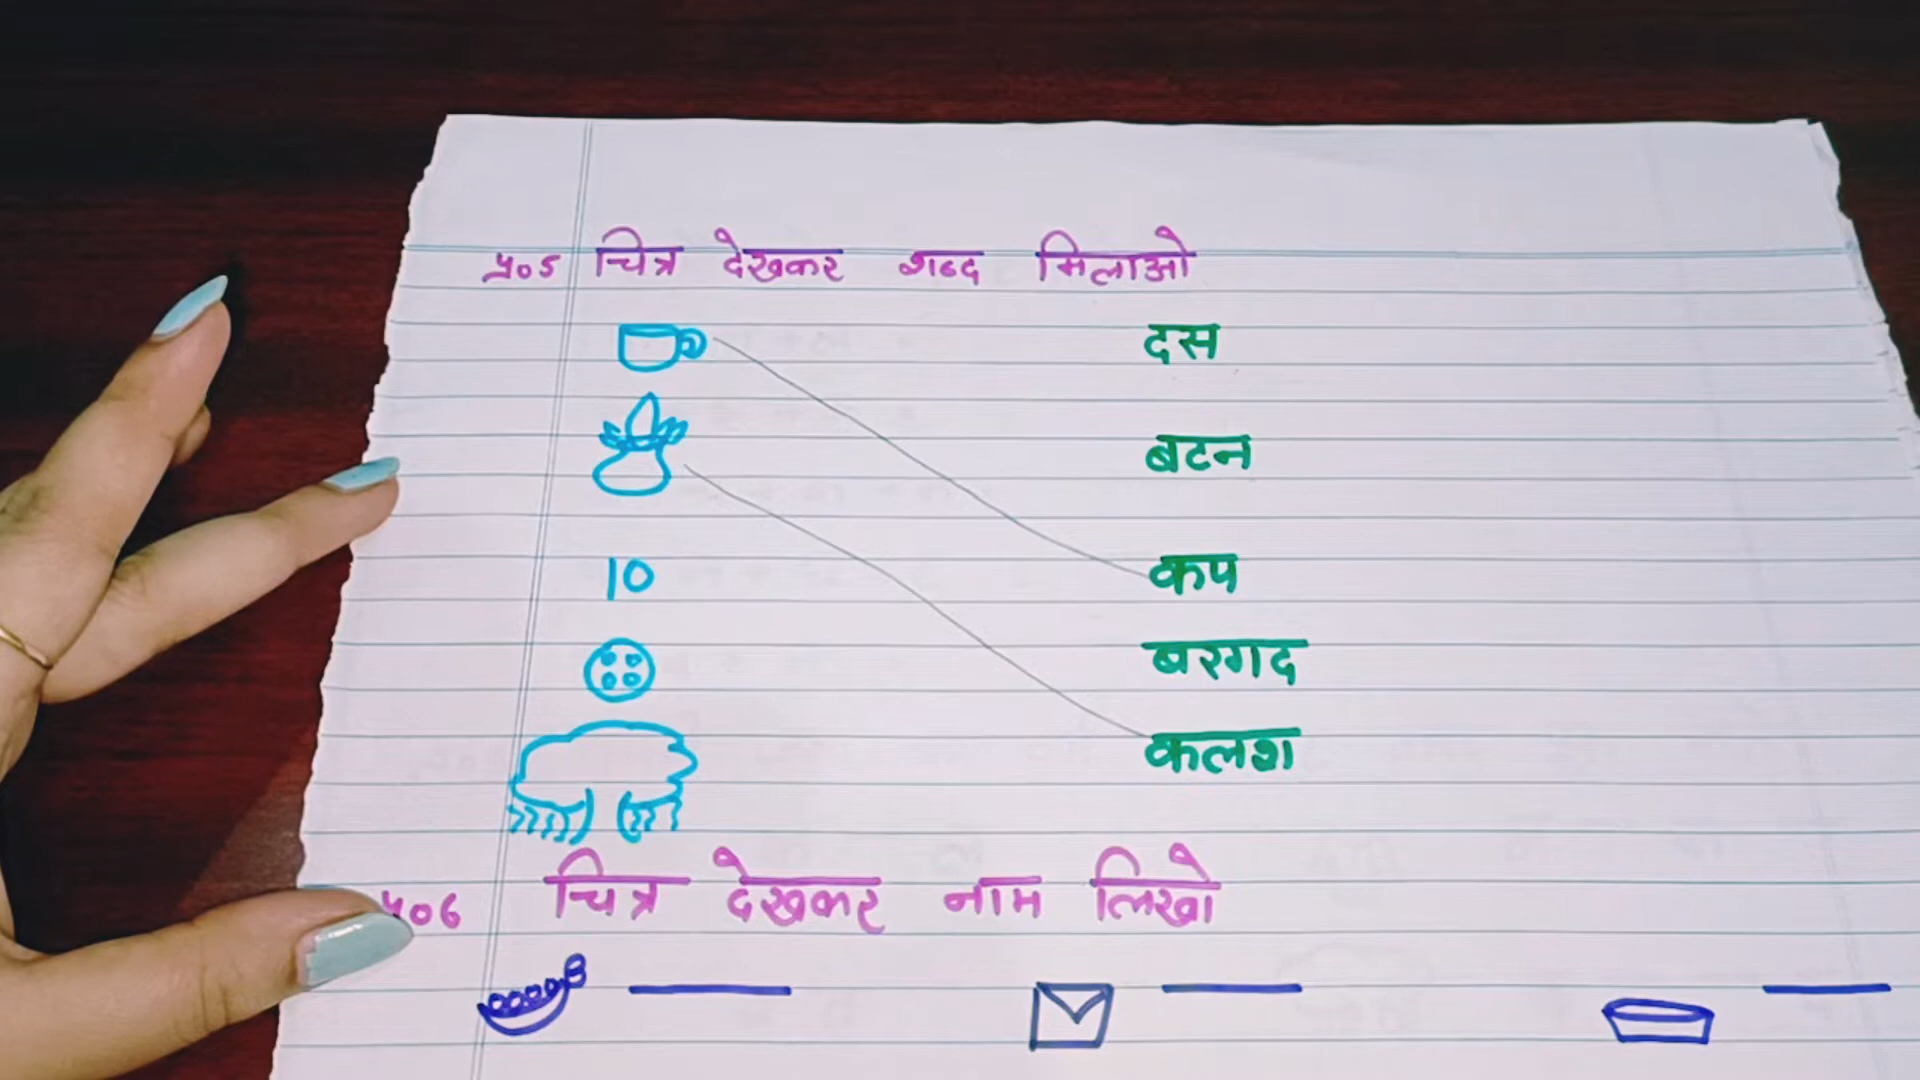 प्र०5 चित्र देखकर शब्द मिलाओ
दस
बटन
10 कप
बरगद
कलश
प्र०6 चित्र देखकर नाम लिखो